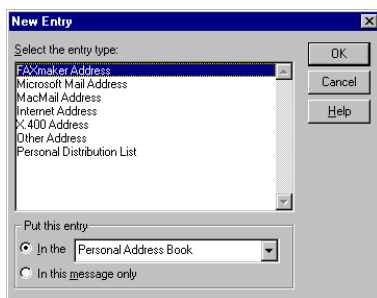 New Entry
Select the entry type:
FAXmaker Address
Microsoft Mail Address
MacMail Address
Internet Address
X.400 Address
Other Address
Personal Distribution List
OK
Cancel
Help
Put this entry
In the Personal Address Book
In this message only